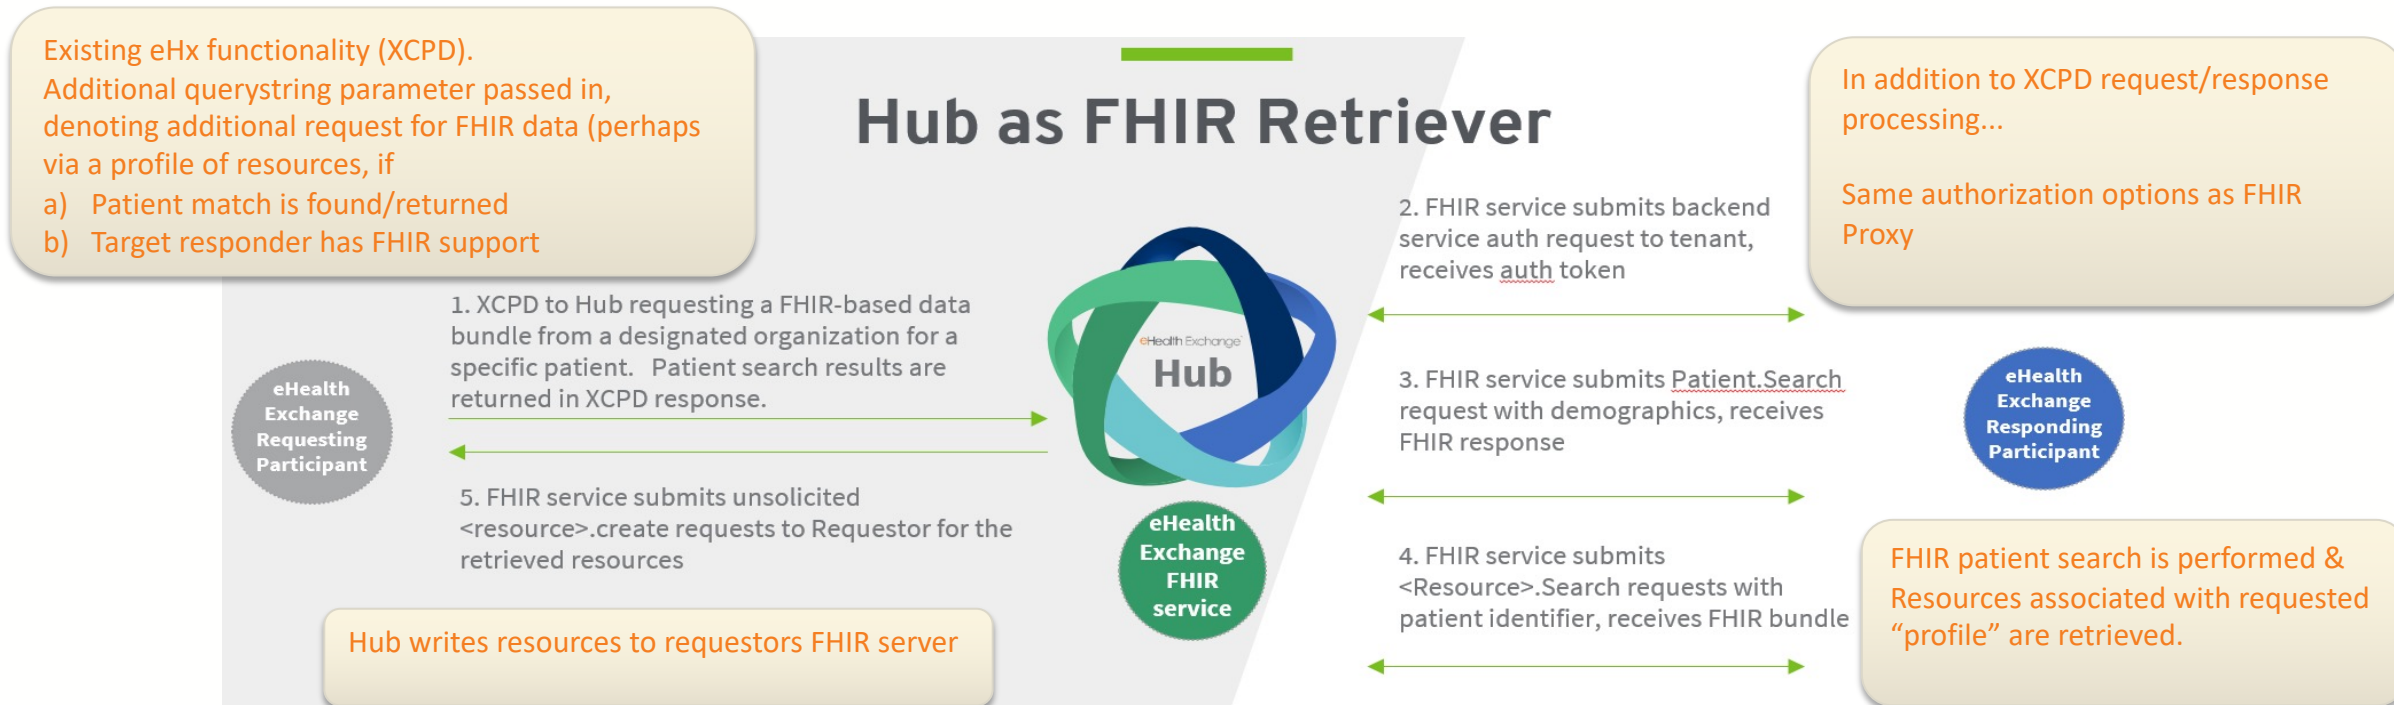 Existing eHx functionality (XCPD).
Additional querystring parameter passed in,
denoting additional request for FHIR data (perhaps
via a profile of resources, if
a) Patient match is found/returned
b) Target responder has FHIR support
Hub as FHIR Retriever
In addition to XCPD request/response
processing...
Same authorization options as FHIR
Proxy
1. XCPD to Hub requesting a FHIR-based data
bundle from a designated organization for a
specific patient. Patient search results are
returned in XCPD response.
2. FHIR service submits backend
service auth request to tenant,
receives auth token
eHealth
Exchange
Requesting
Participant
eHealth Exchange
Hub
3. FHIR service submits Patient.Search
request with demographics, receives
FHIR response
eHealth
Exchange
Responding
Participant
5. FHIR service submits unsolicited
<resource>.create requests to Requestor for the
retrieved resources
eHealth
Exchange
FHIR
service
4. FHIR service submits
<Resource>.Search requests with
patient identifier, receives FHIR bundle
FHIR patient search is performed &
Resources associated with requested
“profile” are retrieved.
Hub writes resources to requestors FHIR server